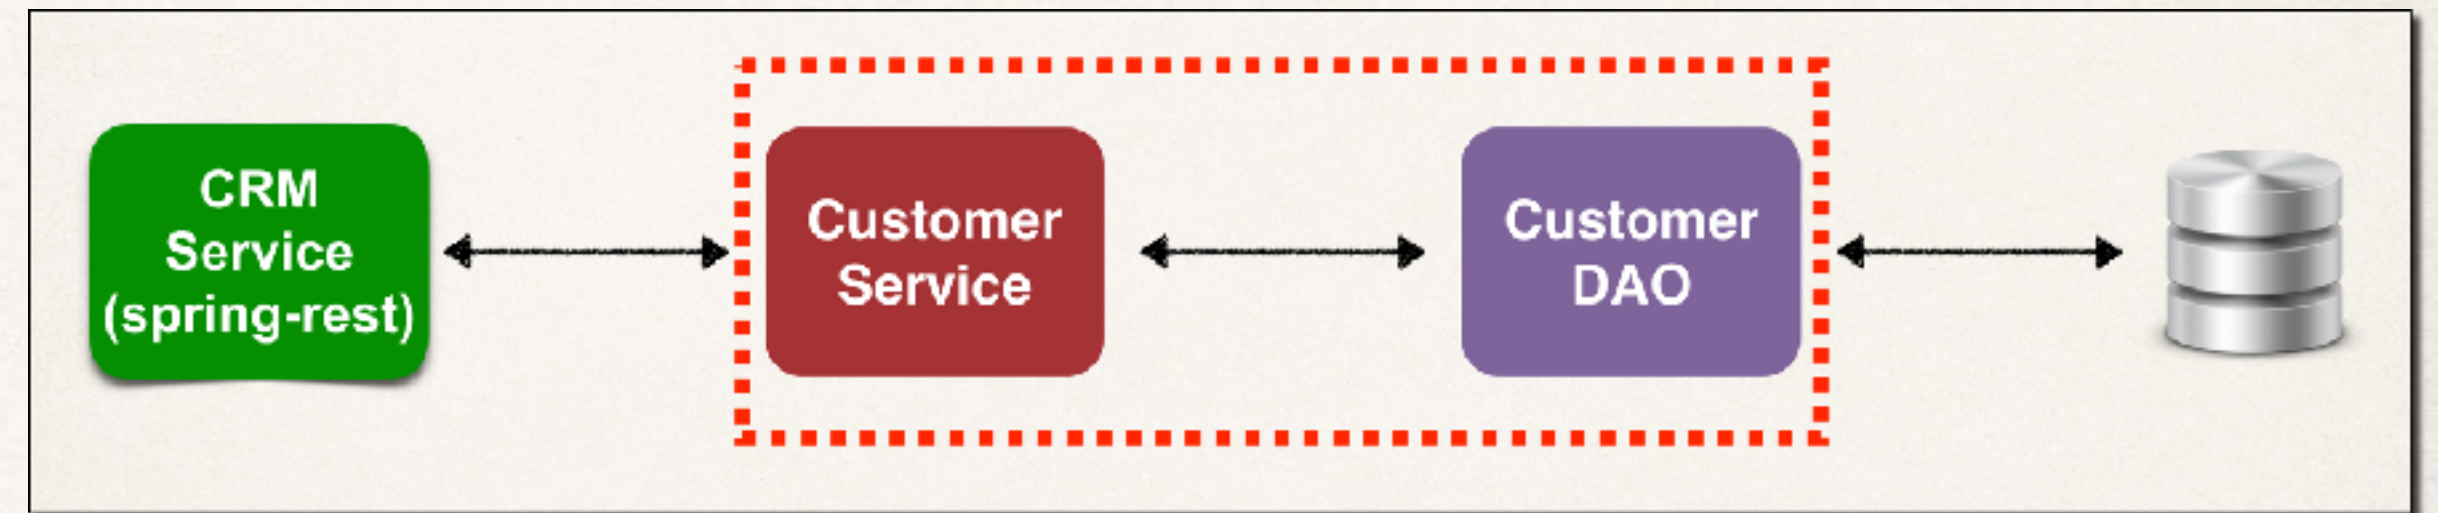 CRM
Service
(spring-rest)
Customer
Service
Customer
DAO